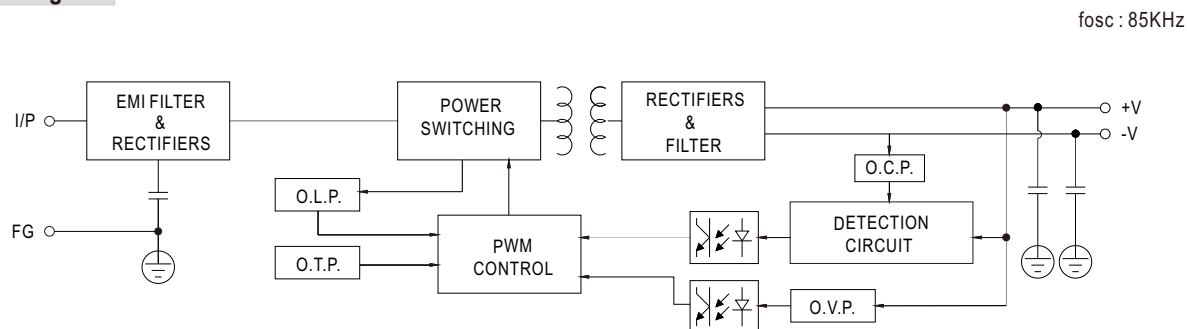 fosc : 85KHz
I/P
EMI FILTER
&
RECTIFIERS
POWER
SWITCHING
RECTIFIERS
&
FILTER
+V
-V
O.C.P.
O.L.P.
FG
PWM
CONTROL
DETECTION
CIRCUIT
O.T.P.
O.V.P.